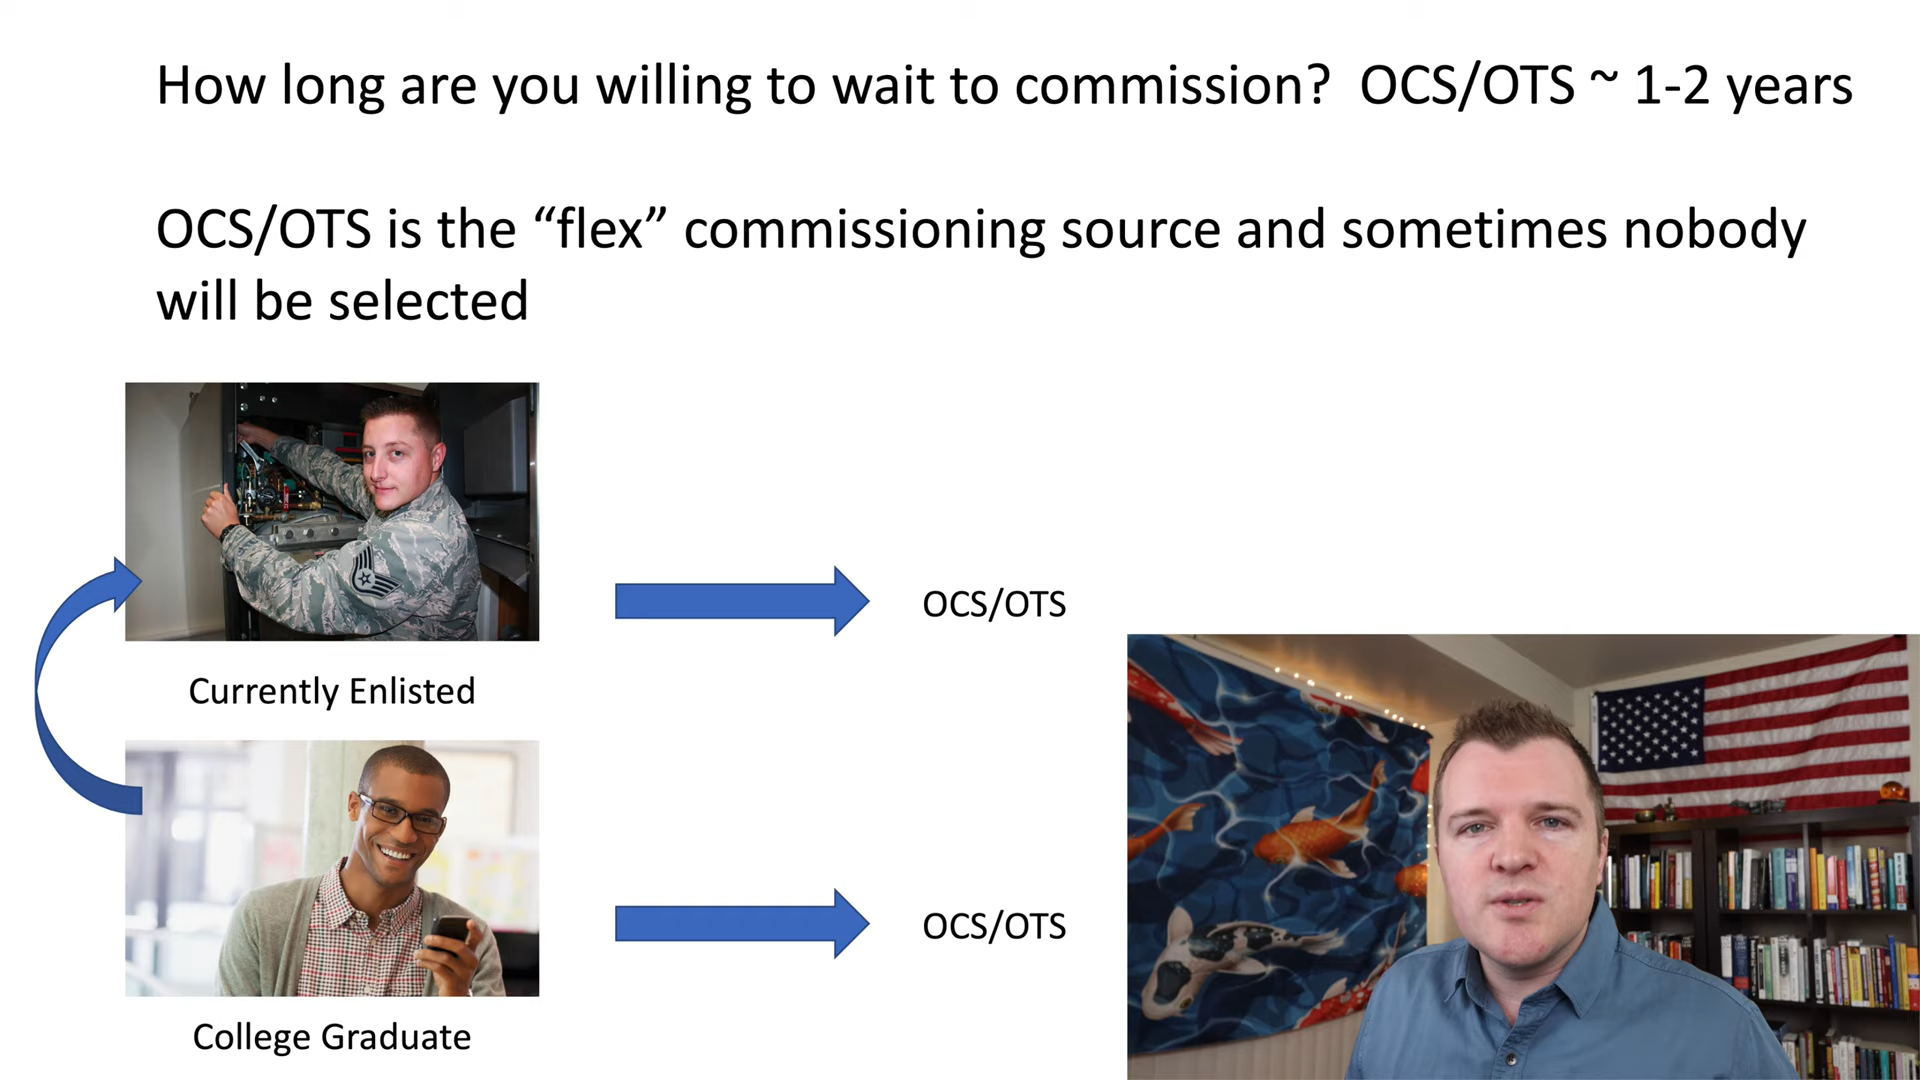 How long are you willing to wait to commission?  OCS/OTS ~ 1-2 years
OCS/OTS is the “flex” commissioning source and sometimes nobody
will be selected
OCS/OTS
Currently Enlisted
OCS/OTS
College Graduate